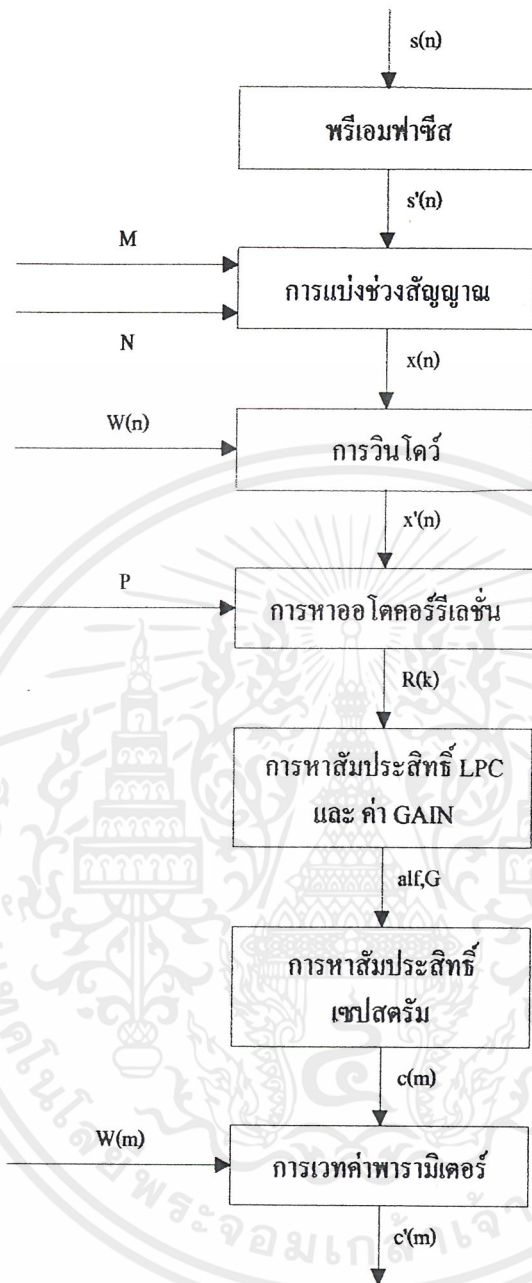 s(n)
พรีเอมฟาซีส
s'(n)
M
การแบ่งช่วงสัญญาณ
N
x(n)
W(n)
การวินโดว์
x'(n)
P
การหาออโตคอร์รีเลชั่น
R(k)
การหาสัมประสิทธิ์ LPC
และ ค่า GAIN
alf,G
การหาสัมประสิทธิ์
เซปสตรัม
c(m)
W(m)
การเวทค่าพารามิเตอร์
c'(m)